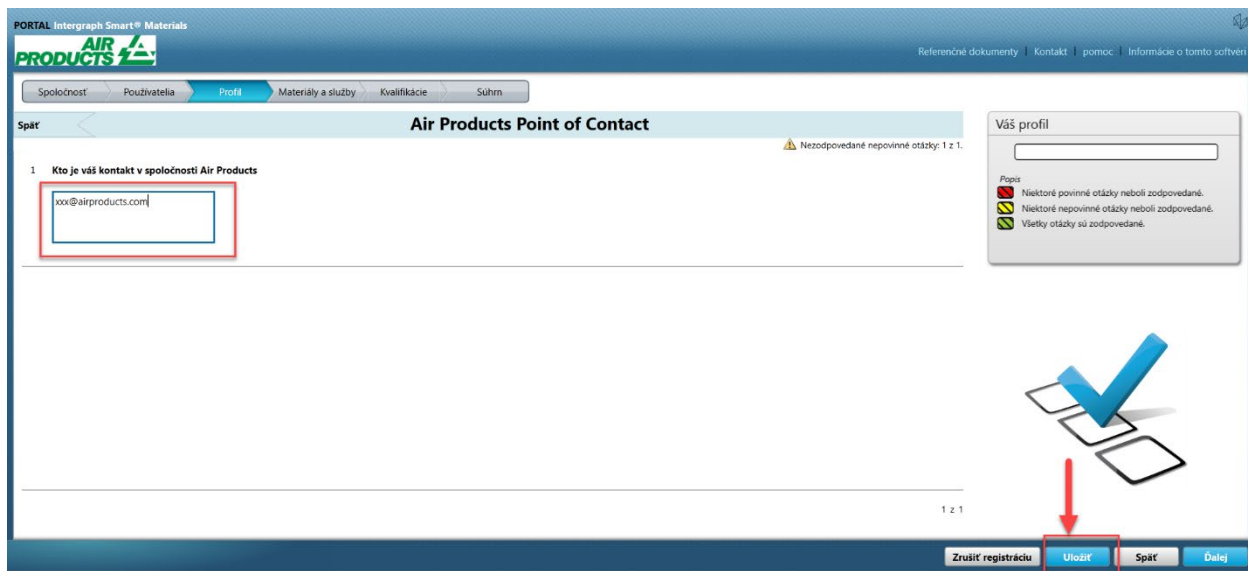 PORTAL Intergraph Smart® Materials
AIR
PRODUCTS
Referenčné dokumenty | Kontakt | pomoc | Informácie o tomto softvéri
Spoločnosť Používatelia Profil Materiály a služby Kvalifikácie Súhrn
Späť
Air Products Point of Contact
Nezodpovedané nepovinné otázky: 1 z 1.
1 Kto je váš kontakt v spoločnosti Air Products
xxx@airproducts.com
Váš profil
Popis
Niektoré povinné otázky neboli zodpovedané.
Niektoré nepovinné otázky neboli zodpovedané.
Všetky otázky sú zodpovedané.
1 z 1
Zrušiť registráciu Uložiť Späť Ďalej